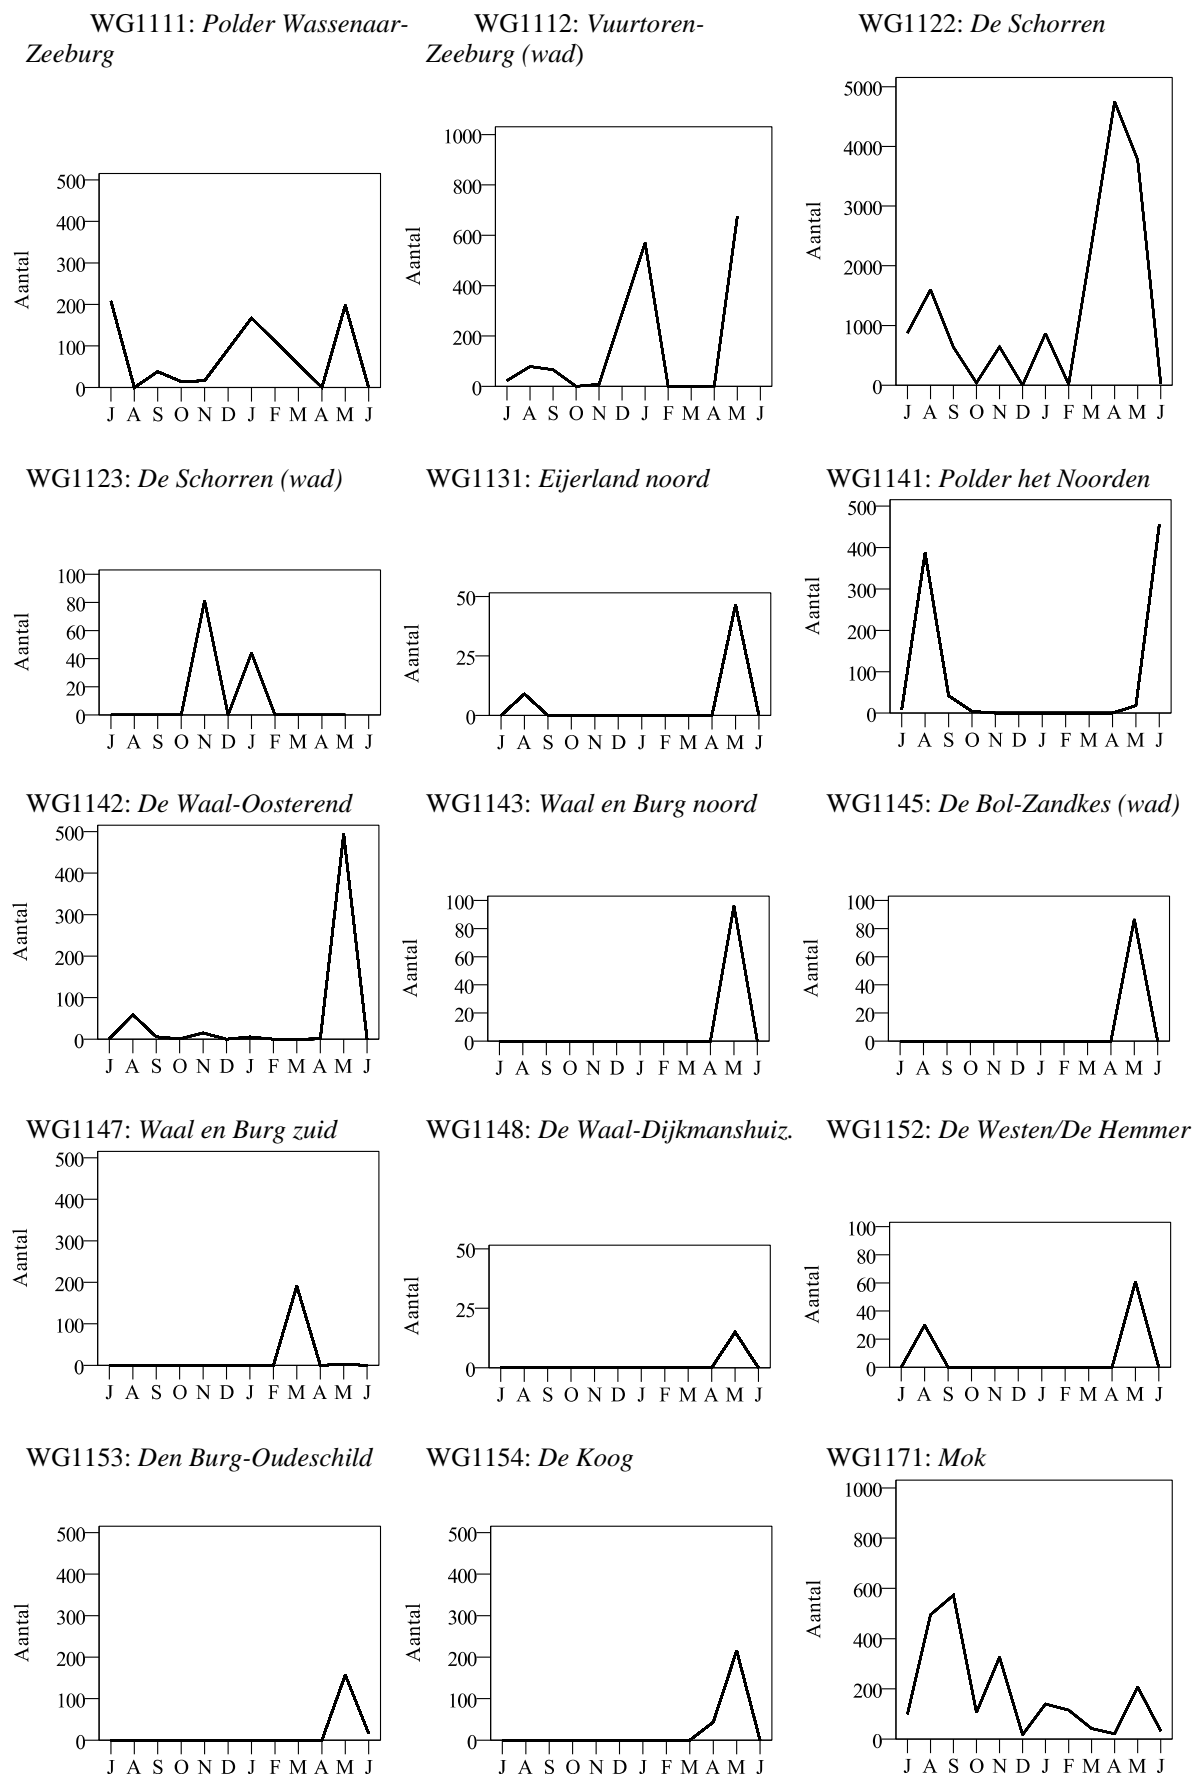 WG1111: Polder Wassenaar-
Zeeburg
WG1112: Vuurtoren-
Zeeburg (wad)
WG1122: De Schorren
500
400
300
200
100
0
Aantal
J A S O N D J F M A M J
1000
800
600
400
200
0
Aantal
J A S O N D J F M A M J
5000
4000
3000
2000
1000
0
Aantal
J A S O N D J F M A M J
WG1123: De Schorren (wad)
WG1131: Eijerland noord
WG1141: Polder het Noorden
100
80
60
40
20
0
Aantal
J A S O N D J F M A M J
50
25
0
Aantal
J A S O N D J F M A M J
500
400
300
200
100
0
Aantal
J A S O N D J F M A M J
WG1142: De Waal-Oosterend
WG1143: Waal en Burg noord
WG1145: De Bol-Zandkes (wad)
500
400
300
200
100
0
Aantal
J A S O N D J F M A M J
100
80
60
40
20
0
Aantal
J A S O N D J F M A M J
100
80
60
40
20
0
Aantal
J A S O N D J F M A M J
WG1147: Waal en Burg zuid
WG1148: De Waal-Dijkmanshuiz.
WG1152: De Westen/De Hemmer
500
400
300
200
100
0
Aantal
J A S O N D J F M A M J
50
25
0
Aantal
J A S O N D J F M A M J
100
80
60
40
20
0
Aantal
J A S O N D J F M A M J
WG1153: Den Burg-Oudeschild
WG1154: De Koog
WG1171: Mok
500
400
300
200
100
0
Aantal
J A S O N D J F M A M J
500
400
300
200
100
0
Aantal
J A S O N D J F M A M J
1000
800
600
400
200
0
Aantal
J A S O N D J F M A M J